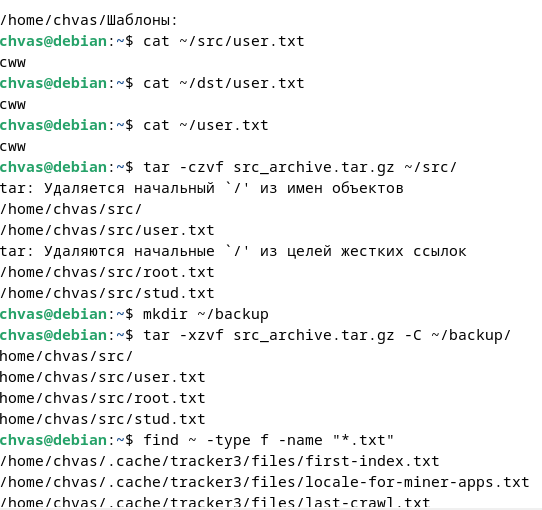 /home/chvas/Шаблоны:
chvas@debian:~$ cat ~/src/user.txt
cww
chvas@debian:~$ cat ~/dst/user.txt
cww
chvas@debian:~$ cat ~/user.txt
cww
chvas@debian:~$ tar -czvf src_archive.tar.gz ~/src/
tar: Удаляется начальный `/' из имен объектов
/home/chvas/src/
/home/chvas/src/user.txt
tar: Удаляются начальные `/' из целей жестких ссылок
/home/chvas/src/root.txt
/home/chvas/src/stud.txt
chvas@debian:~$ mkdir ~/backup
chvas@debian:~$ tar -xzvf src_archive.tar.gz -C ~/backup/
home/chvas/src/
home/chvas/src/user.txt
home/chvas/src/root.txt
home/chvas/src/stud.txt
chvas@debian:~$ find ~ -type f -name "*.txt"
/home/chvas/.cache/tracker3/files/first-index.txt
/home/chvas/.cache/tracker3/files/locale-for-miner-apps.txt
/home/chvas/.cache/tracker3/files/last-crawl.txt